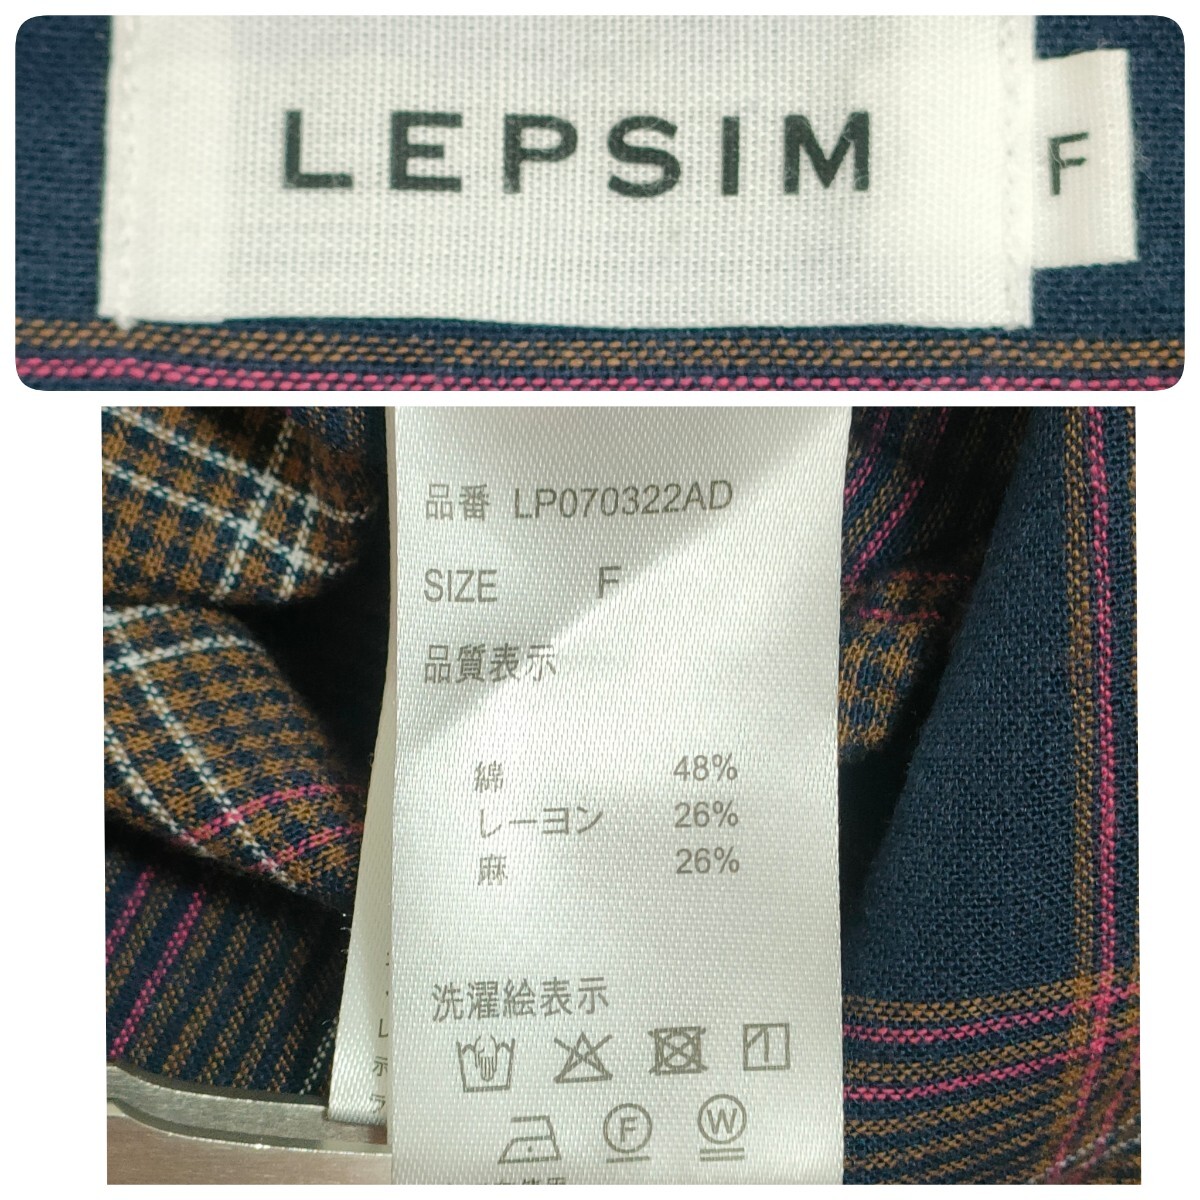 LEPSIM
F
品番 LP070322AD
SIZE F
品質表示
綿 48%
レーヨン 26%
麻 26%
洗濯絵表示
F
W